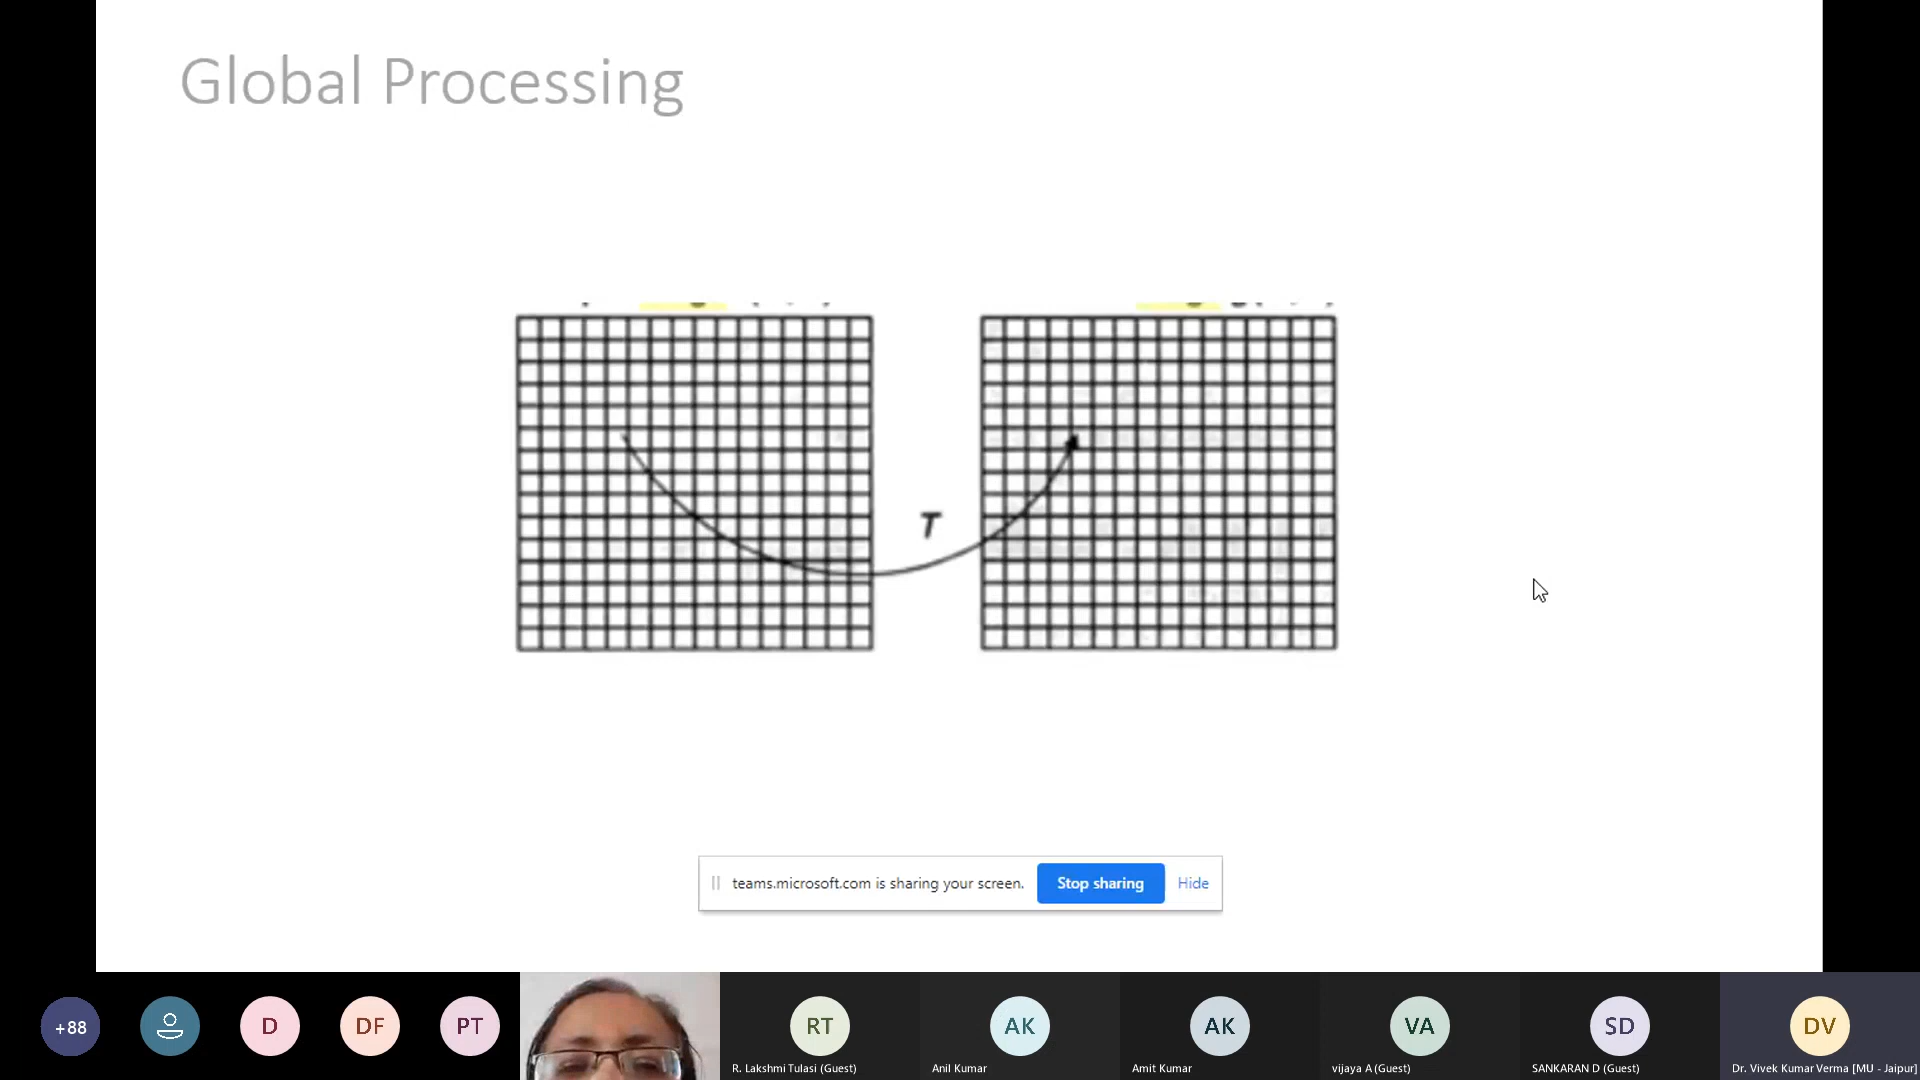 Global Processing
T
teams.microsoft.com is sharing your screen. Stop sharing Hide
+88 D DF PT RT AK AK VA SD DV
R. Lakshmi Tulasi (Guest) Anil Kumar Amit Kumar vijaya A (Guest) SANKARAN D (Guest) Dr. Vivek Kumar Verma [MU - Jaipur]